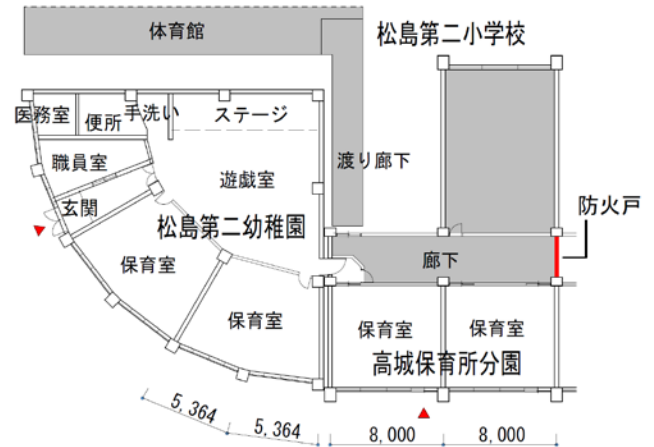 体育館
松島第二小学校
医務室
便所
手洗い
ステージ
職員室
遊戯室
渡り廊下
玄関
防火戸
松島第二幼稚園
保育室
廊下
保育室
保育室
保育室
高城保育所分園
5,364
5,364
8,000
8,000